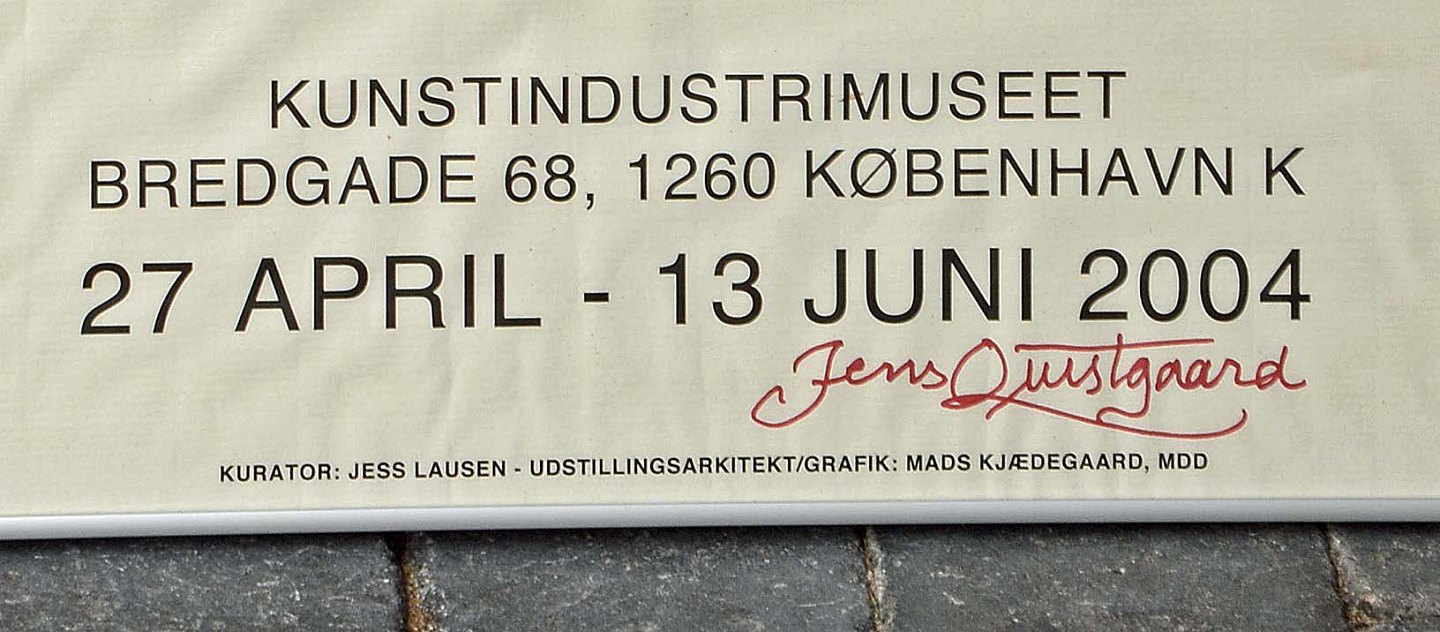 KUNSTINDUSTRIMUSEET
BREDGADE 68, 1260 KØBENHAVN K
27 APRIL - 13 JUNI 2004
Jens Quistgaard
KURATOR: JESS LAUSEN - UDSTILLINGSARKITEKT/GRAFIK: MADS KJÆDEGAARD, MDD